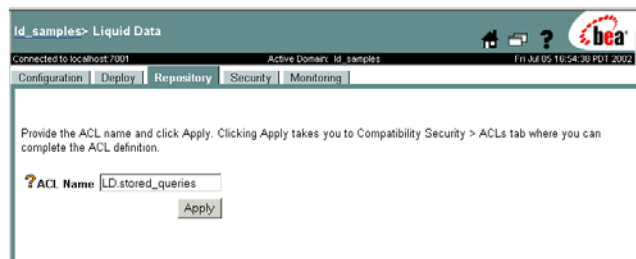 ld_samples> Liquid Data
? bea
Connected to localhost:7001 Active Domain: ld_samples Fri Jul 05 16:54:30 PDT 2002
Configuration Deploy Repository Security Monitoring
Provide the ACL name and click Apply. Clicking Apply takes you to Compatibility Security > ACLs tab where you can
complete the ACL definition.
? ACL Name LD.stored_queries
Apply